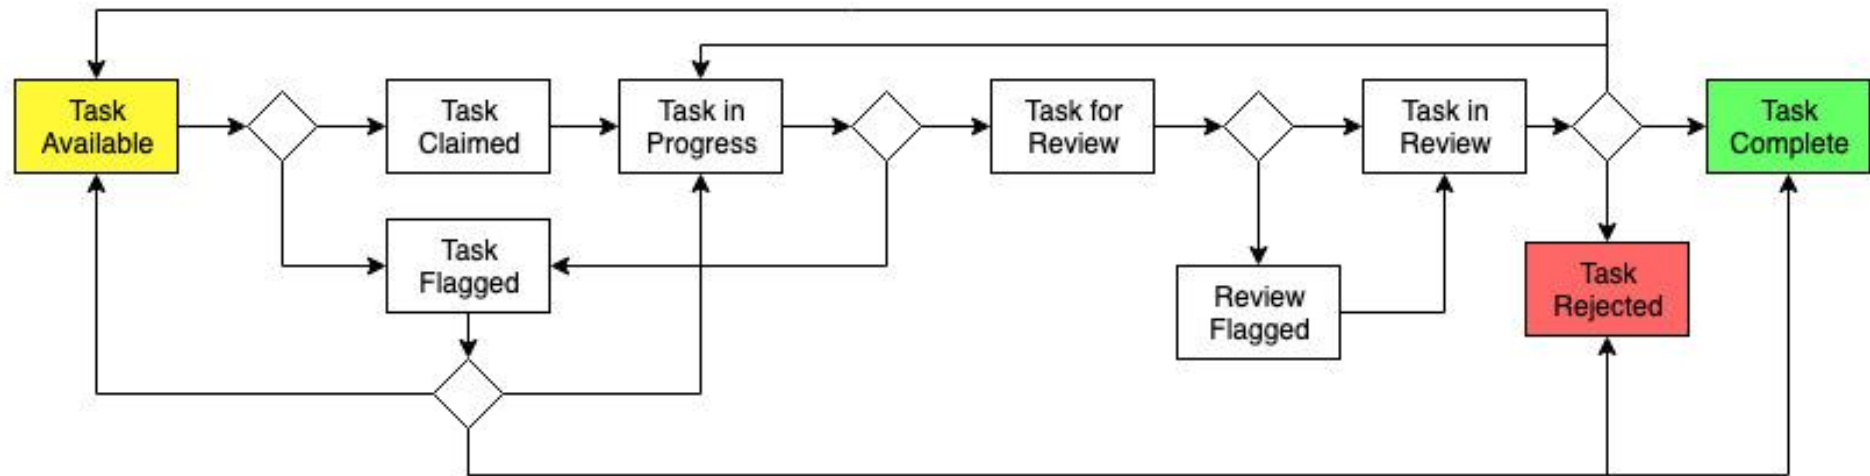 Task
Available
Task
Claimed
Task in
Progress
Task for
Review
Task in
Review
Task
Complete
Task
Flagged
Review
Flagged
Task
Rejected